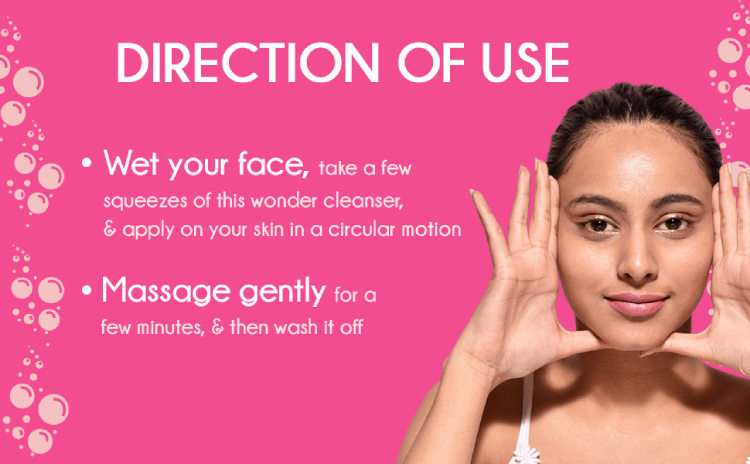 DIRECTION OF USE
• Wet your face, take a few
squeezes of this wonder cleanser,
& apply on your skin in a circular motion
• Massage gently for a
few minutes, & then wash it off